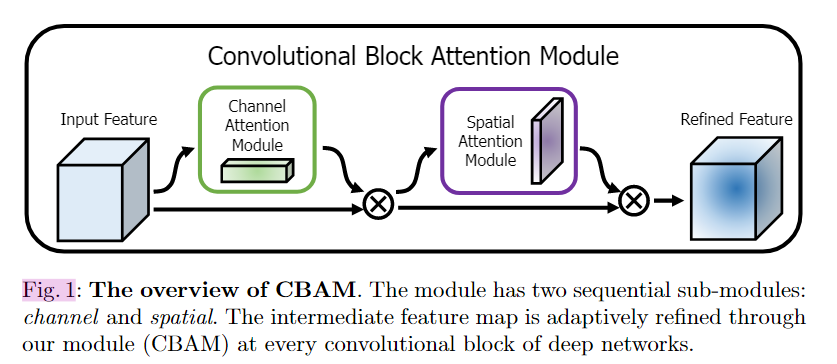 Convolutional Block Attention Module
Input Feature
Channel
Attention
Module
Spatial
Attention
Module
Refined Feature
Fig. 1: The overview of CBAM. The module has two sequential sub-modules:
channel and spatial. The intermediate feature map is adaptively refined through
our module (CBAM) at every convolutional block of deep networks.